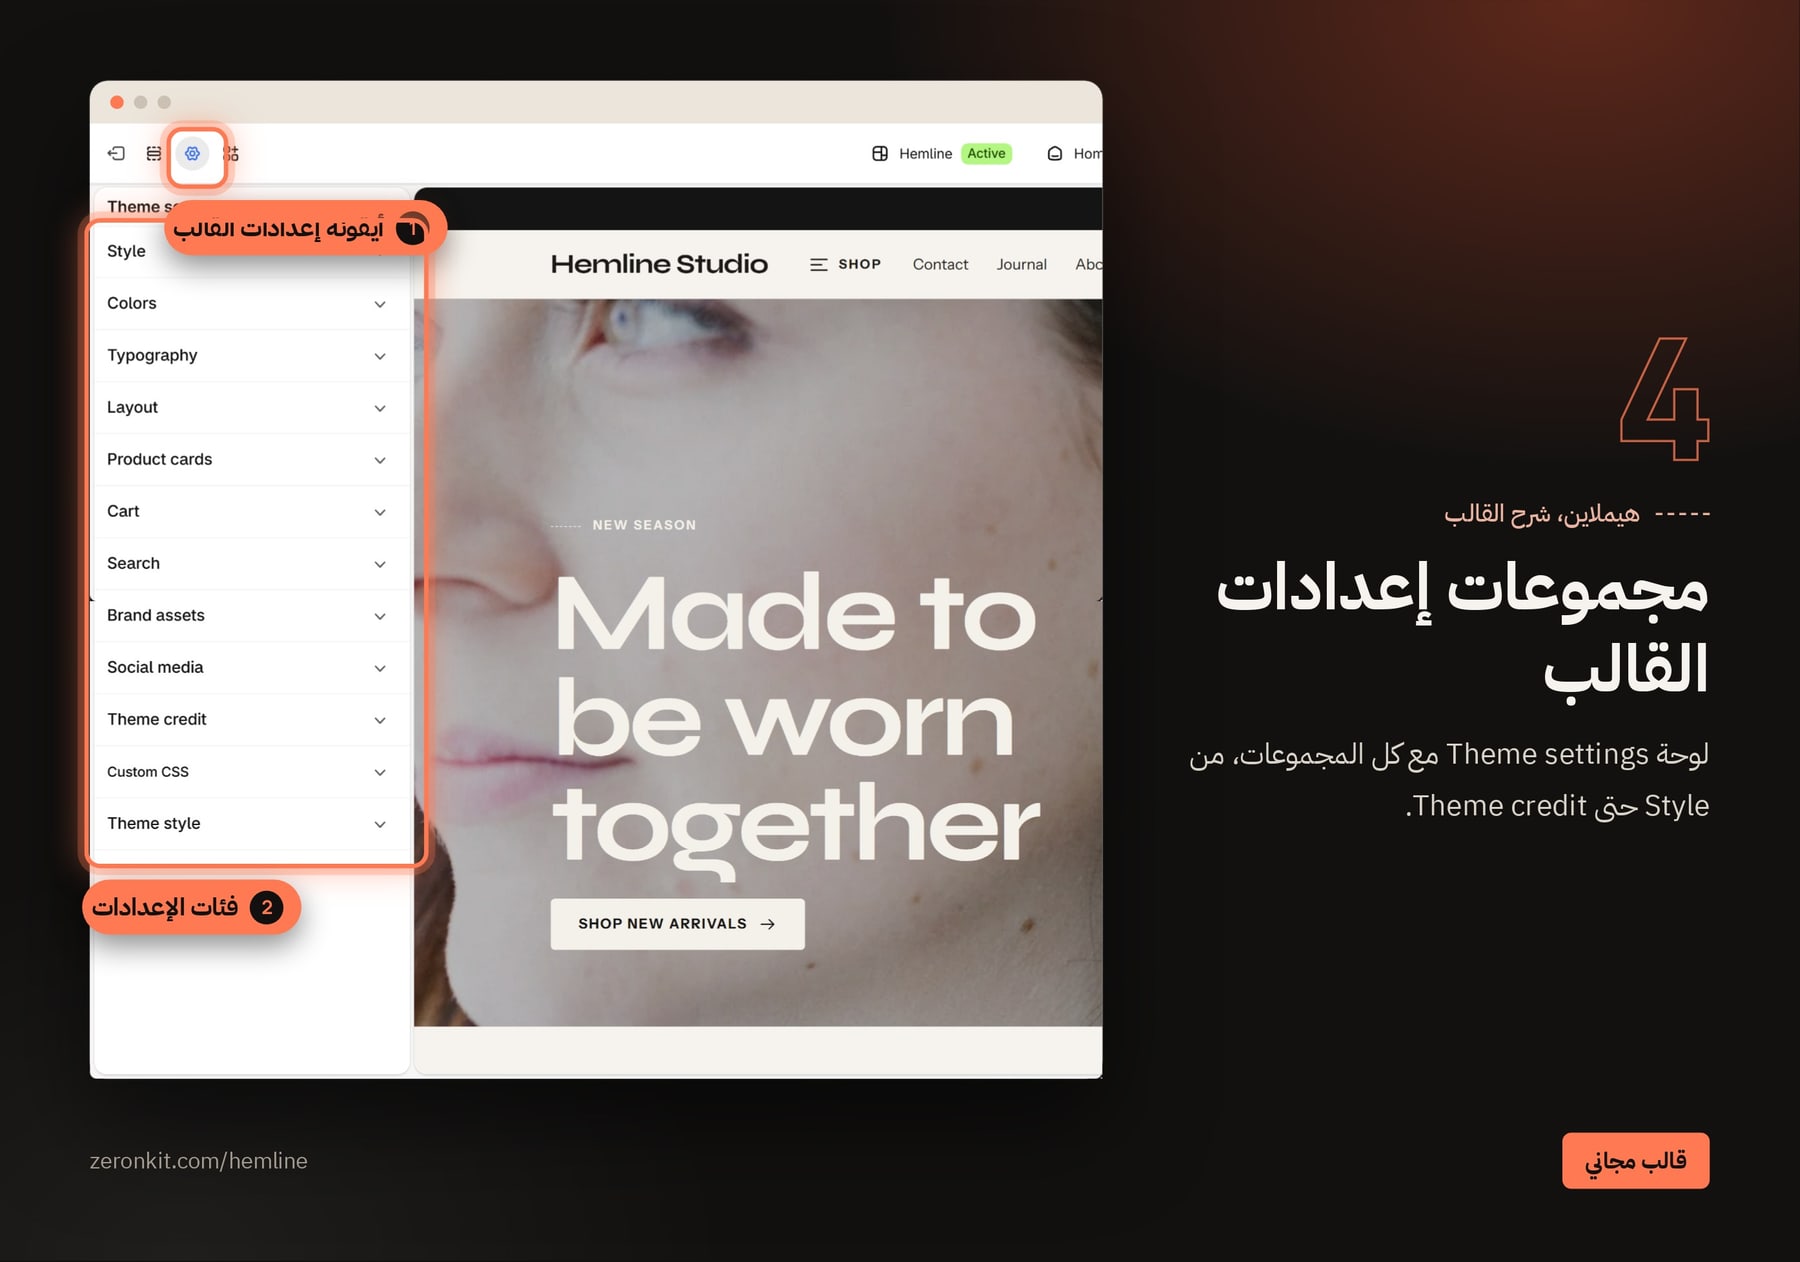 Hemline
Active
Theme
أيقونة إعدادات القالب 1
Style
Colors
Typography
Layout
Product cards
Cart
Search
Brand assets
Social media
Theme credit
Custom CSS
Theme style
2 فئات الإعدادات
Hemline Studio
SHOP
Contact
Journal
NEW SEASON
Made to
be worn
together
SHOP NEW ARRIVALS
4
هيملاين، شرح القالب
مجموعات إعدادات
القالب
لوحة Theme settings مع كل المجموعات، من
Style حتى Theme credit.
zeronkit.com/hemline
قالب مجاني